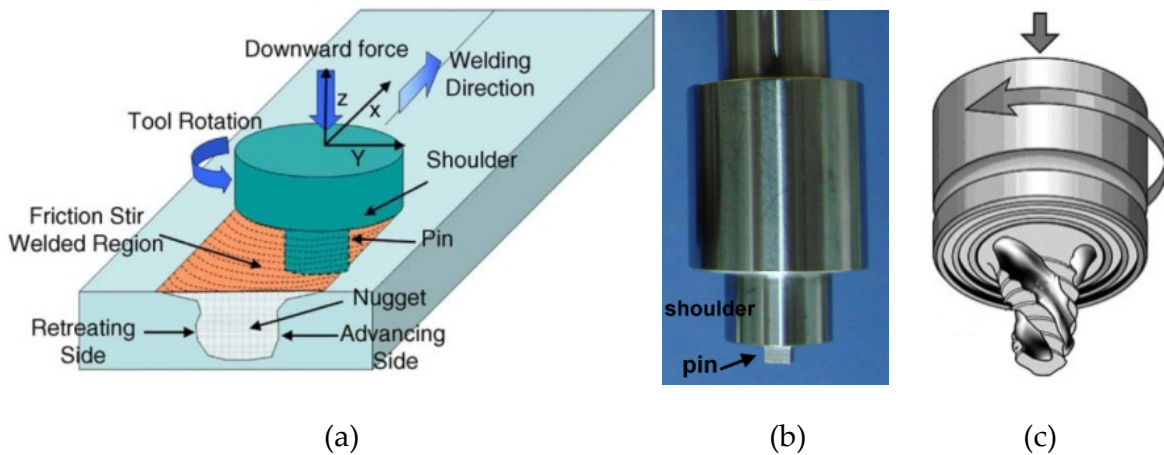 Downward force
z
x
Y
Welding
Direction
Tool Rotation
Shoulder
Friction Stir
Welded Region
Pin
Nugget
Retreating
Side
Advancing
Side
shoulder
pin
(a)
(b)
(c)